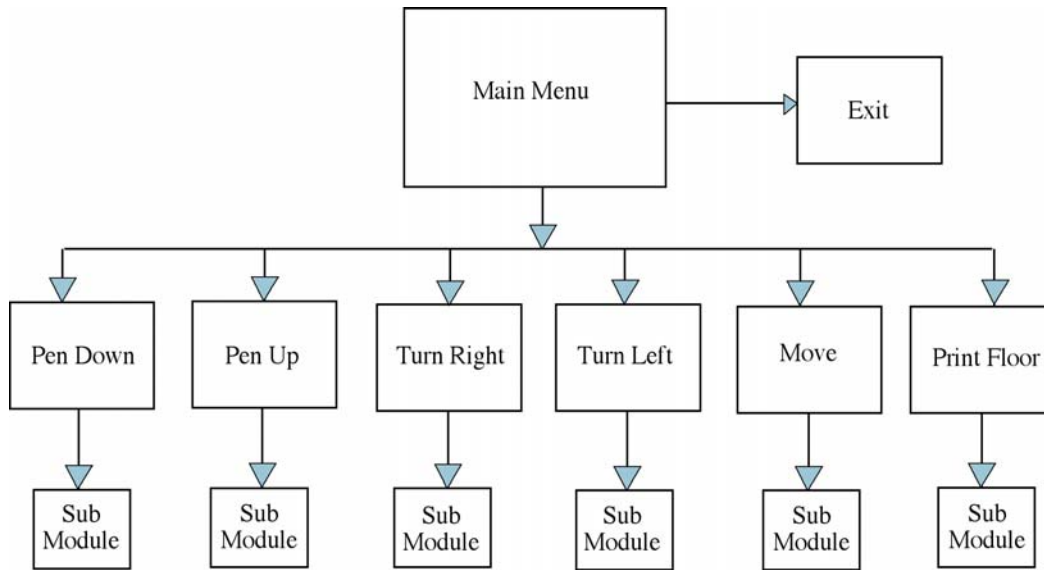 Main Menu
Exit
Pen Down
Pen Up
Turn Right
Turn Left
Move
Print Floor
Sub
Module
Sub
Module
Sub
Module
Sub
Module
Sub
Module
Sub
Module